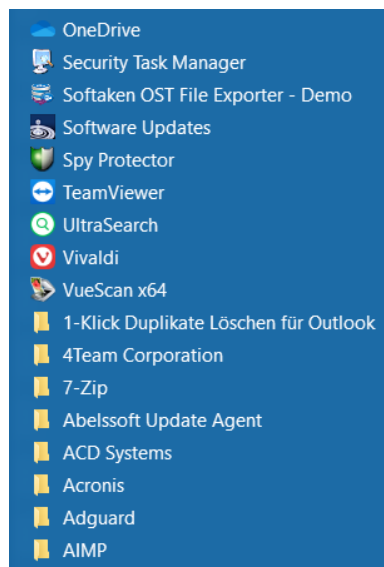 OneDrive
Security Task Manager
Softaken OST File Exporter - Demo
Software Updates
Spy Protector
TeamViewer
UltraSearch
Vivaldi
VueScan x64
1-Klick Duplikate Löschen für Outlook
4Team Corporation
7-Zip
Abelssoft Update Agent
ACD Systems
Acronis
Adguard
AIMP